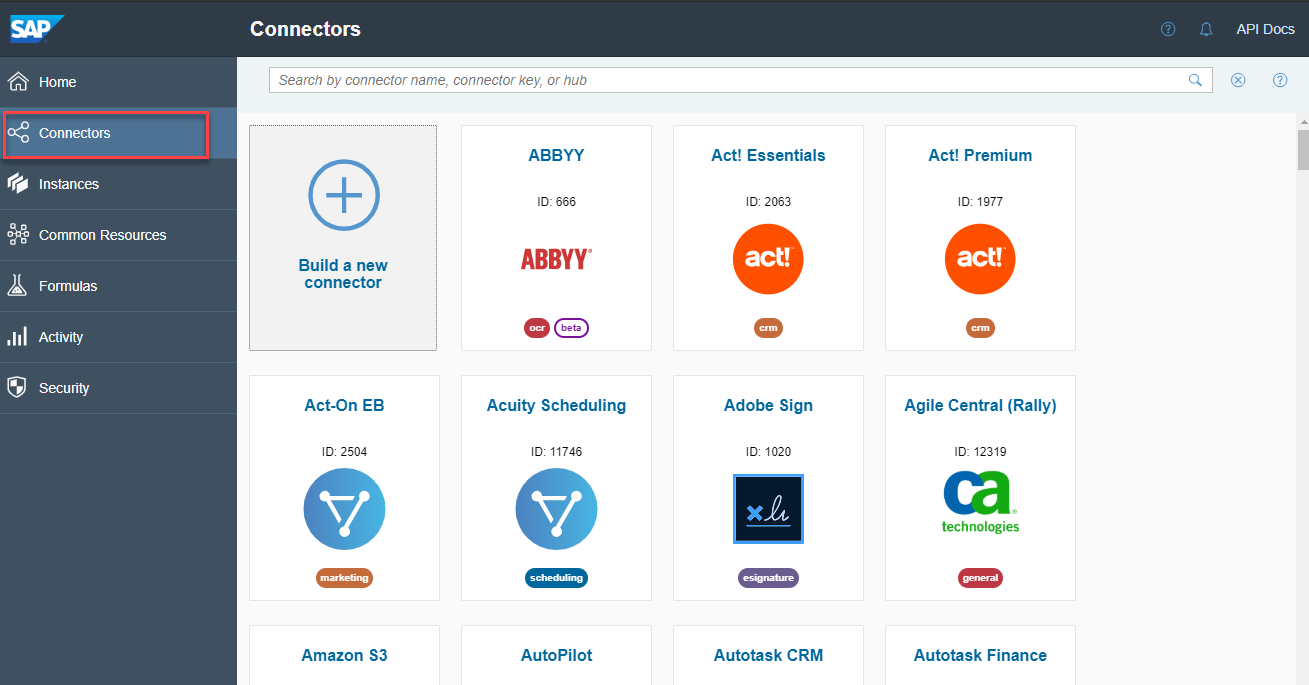 SAP
Connectors
API Docs
Home
Connectors
Instances
Common Resources
Formulas
Activity
Security
Search by connector name, connector key, or hub
Build a new
connector
ABBYY
ID: 666
ABBYY®
ocr beta
Act! Essentials
ID: 2063
act!
crm
Act! Premium
ID: 1977
act!
crm
Act-On EB
ID: 2504
marketing
Acuity Scheduling
ID: 11746
scheduling
Adobe Sign
ID: 1020
esignature
Agile Central (Rally)
ID: 12319
ca®
technologies
general
Amazon S3
AutoPilot
Autotask CRM
Autotask Finance